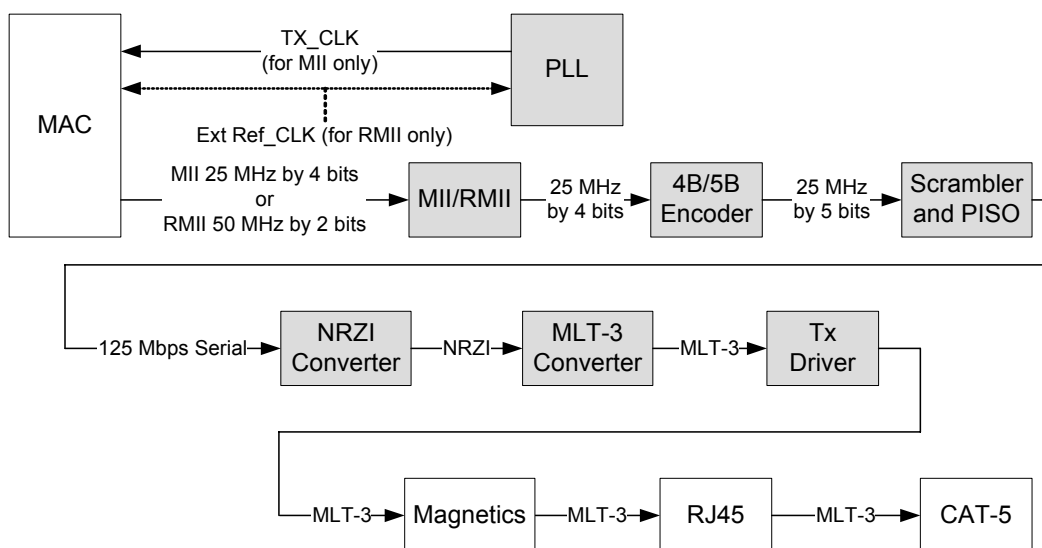 TX_CLK
(for MII only)
PLL
MAC
Ext Ref_CLK (for RMII only)
MII 25 MHz by 4 bits
or
RMII 50 MHz by 2 bits
MII/RMII
25 MHz
by 4 bits
4B/5B
Encoder
25 MHz
by 5 bits
Scrambler
and PISO
125 Mbps Serial
NRZI
Converter
NRZI
MLT-3
Converter
MLT-3
Tx
Driver
MLT-3
Magnetics
MLT-3
RJ45
MLT-3
CAT-5